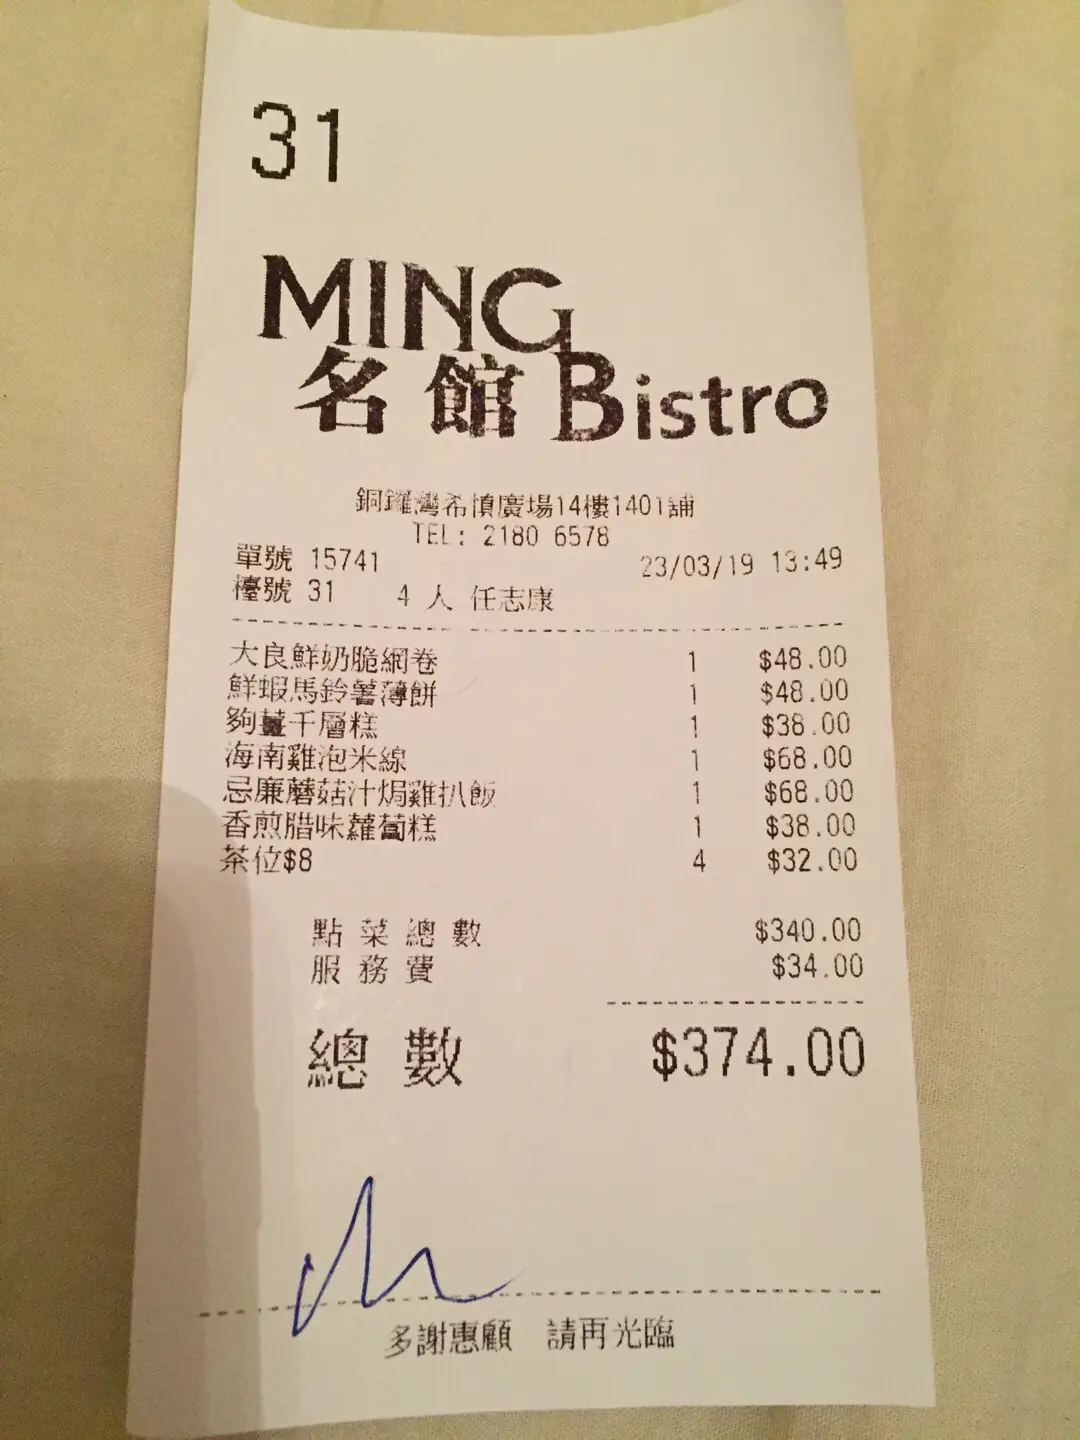 31
MING
名館 Bistro
銅鑼灣希慎廣場14樓1401舖
TEL: 2180 6578
單號 15741 23/03/19 13:49
檯號 31 4 人 任志康
大良鮮奶脆網卷 1 $48.00
鮮蝦馬鈴薯薄餅 1 $48.00
夠薑千層糕 1 $38.00
海南雞泡米線 1 $68.00
忌廉蘑菇汁焗雞扒飯 1 $68.00
香煎腊味蘿蔔糕 1 $38.00
茶位$8 4 $32.00
點菜總數 $340.00
服務費 $34.00
總數 $374.00
多謝惠顧 請再光臨